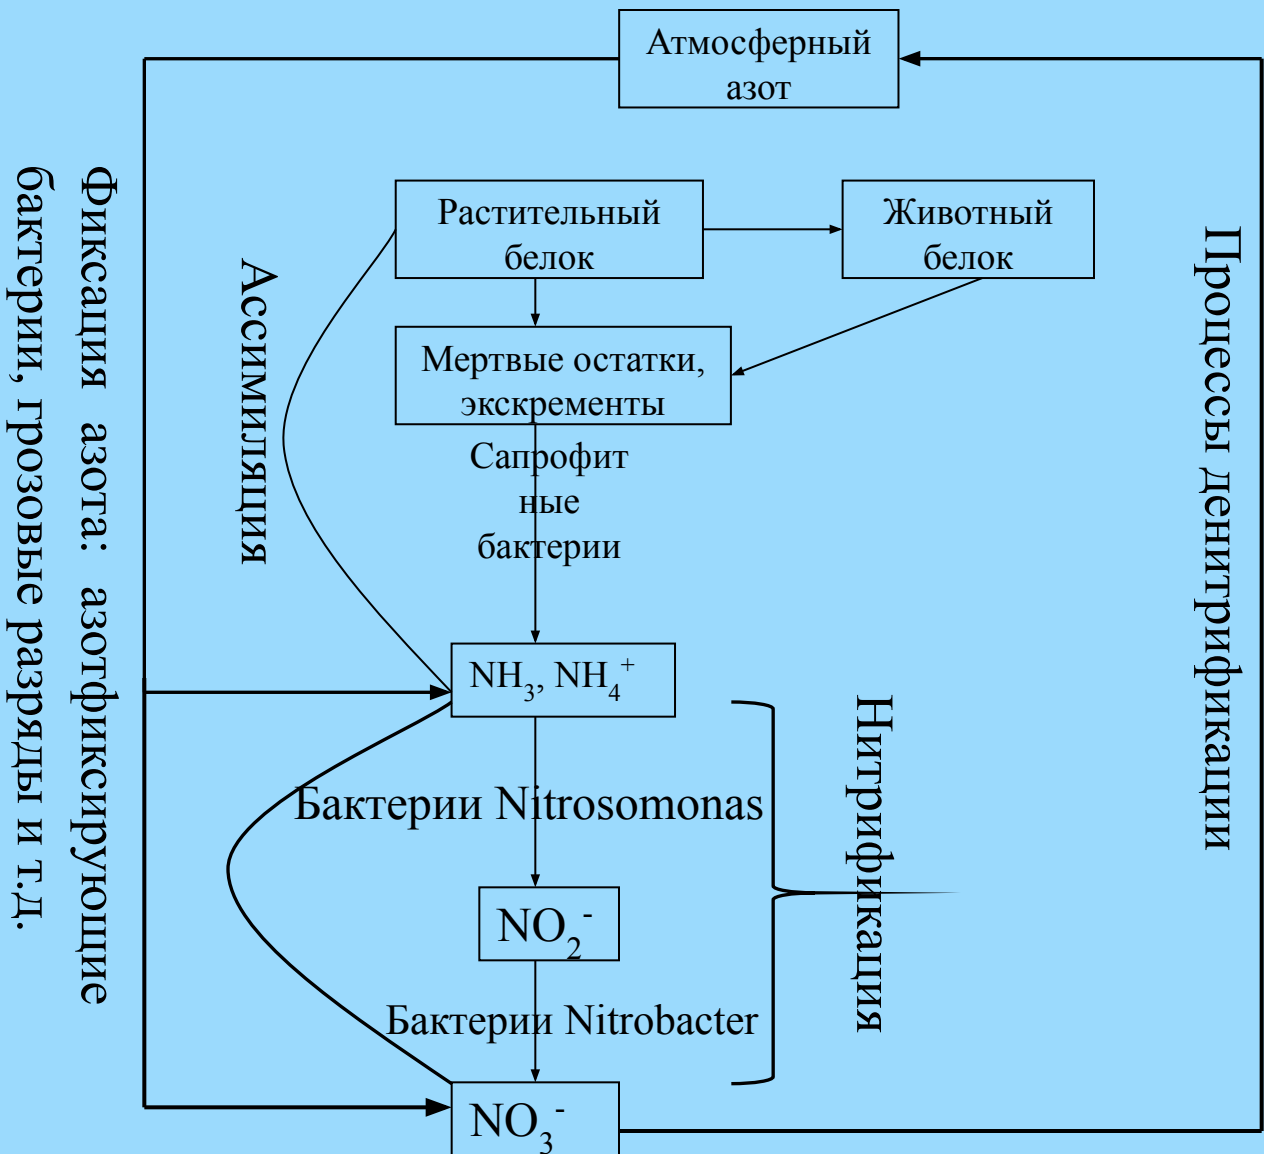 Атмосферный
азот
Растительный
белок
Животный
белок
Мертвые остатки,
экскременты
Сапрофит
ные
бактерии
Ассимиляция
Фиксация азота: азотфиксирующие
бактерии, грозовые разряды и т.д.
Процессы денитрификации
NH₃, NH₄⁺
Бактерии Nitrosomonas
NO₂⁻
Бактерии Nitrobacter
Нитрификация
NO₃⁻